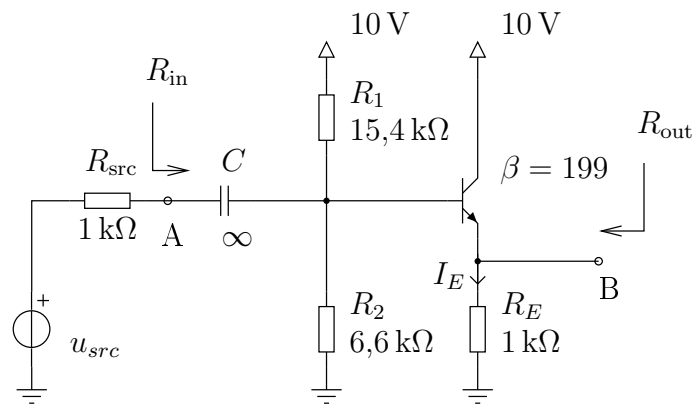 10 V
10 V
R_in
R_1
15,4 kΩ
R_out
R_src
C
β = 199
1 kΩ
A
∞
I_E
B
+
R_2
6,6 kΩ
R_E
1 kΩ
u_src